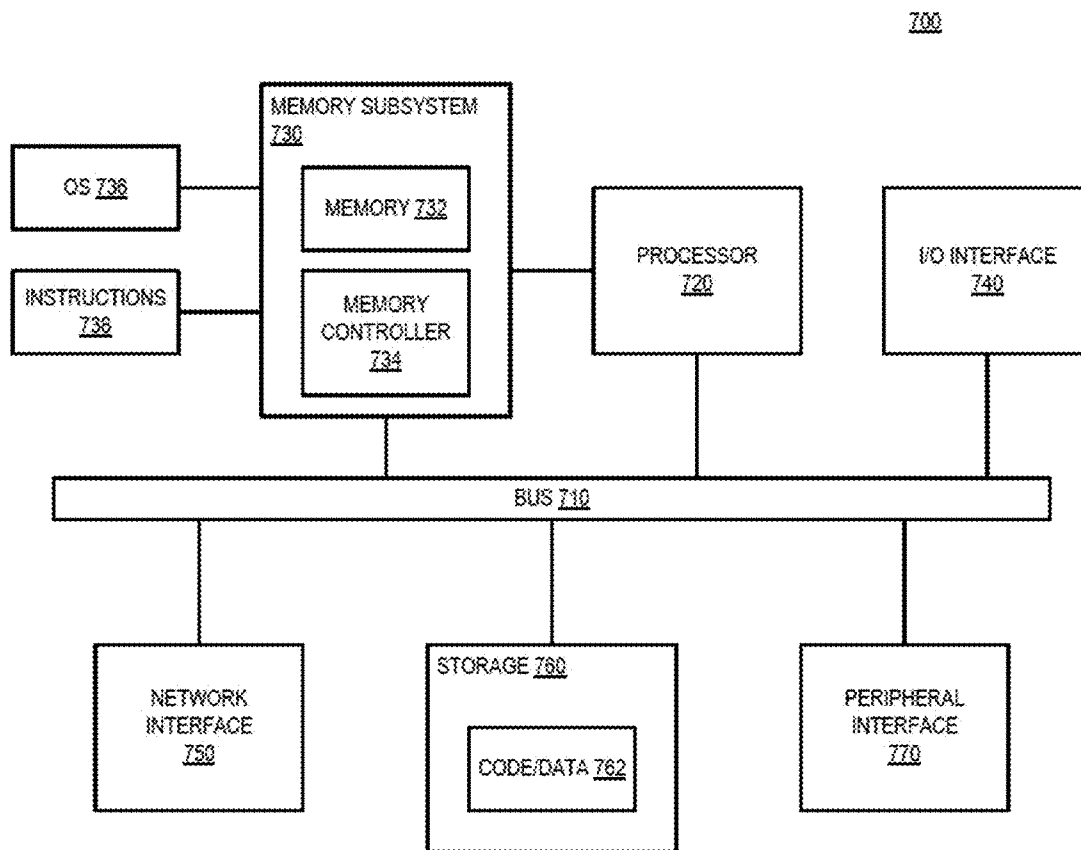 700
MEMORY SUBSYSTEM
730
OS 736
MEMORY 732
PROCESSOR
720
I/O INTERFACE
740
INSTRUCTIONS
738
MEMORY
CONTROLLER
734
BUS 710
NETWORK
INTERFACE
750
STORAGE 760
CODE/DATA 762
PERIPHERAL
INTERFACE
770